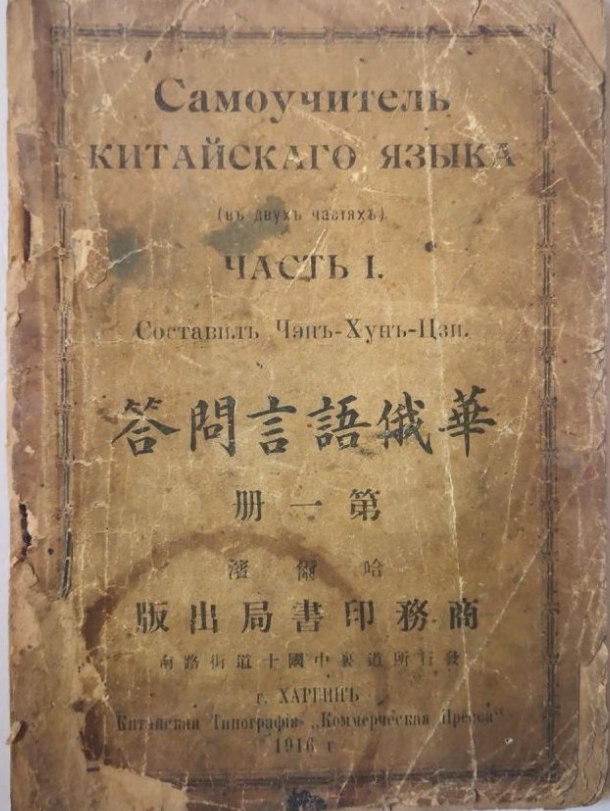 Самоучитель
КИТАЙСКАГО ЯЗЫКА
(въ двухъ частяхъ).
ЧАСТЬ I.
Составилъ Чэнъ-Хунъ-Цзи.
華俄語言問答
第一册
哈爾濱
商務印書局出版
發行所道裏中國十道街路南
г. ХАРБИНЪ
Китайская Типографія „Коммерческая Пресса“
1916 г